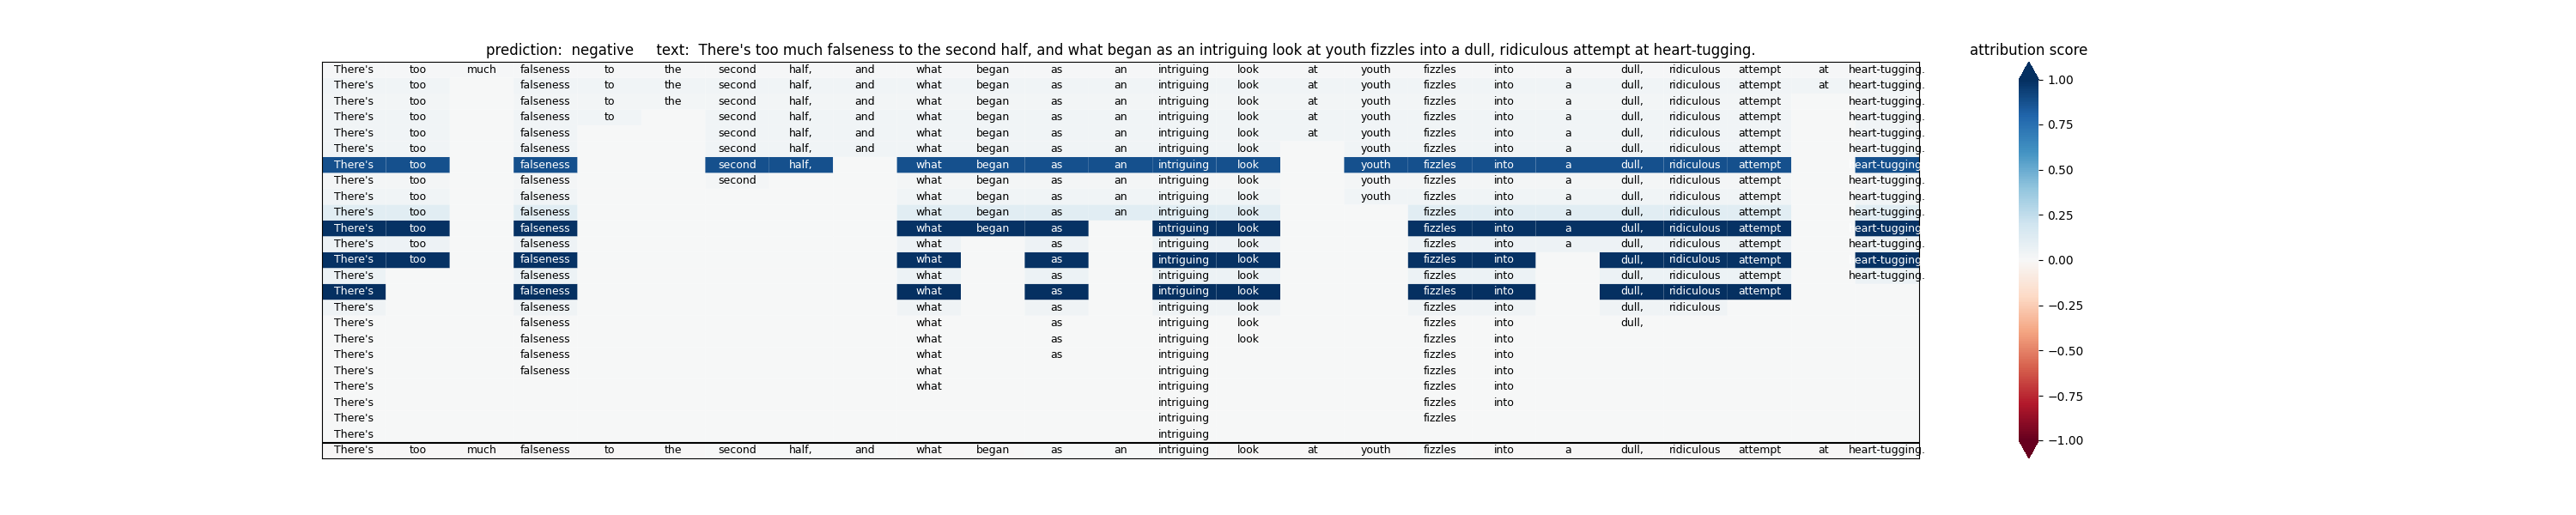 prediction: negative text: There's too much falseness to the second half, and what began as an intriguing look at youth fizzles into a dull, ridiculous attempt at heart-tugging.
attribution score
There's too much falseness to the second half, and what began as an intriguing look at youth fizzles into a dull, ridiculous attempt at heart-tugging.
There's too falseness to the second half, and what began as an intriguing look at youth fizzles into a dull, ridiculous attempt at heart-tugging.
There's too falseness to the second half, and what began as an intriguing look at youth fizzles into a dull, ridiculous attempt heart-tugging.
There's too falseness to second half, and what began as an intriguing look at youth fizzles into a dull, ridiculous attempt heart-tugging.
There's too falseness second half, and what began as an intriguing look at youth fizzles into a dull, ridiculous attempt heart-tugging.
There's too falseness second half, and what began as an intriguing look youth fizzles into a dull, ridiculous attempt heart-tugging.
There's too falseness second half, what began as an intriguing look youth fizzles into a dull, ridiculous attempt eart-tugging
There's too falseness second what began as an intriguing look youth fizzles into a dull, ridiculous attempt heart-tugging.
There's too falseness what began as an intriguing look youth fizzles into a dull, ridiculous attempt heart-tugging.
There's too falseness what began as an intriguing look fizzles into a dull, ridiculous attempt heart-tugging.
There's too falseness what began as intriguing look fizzles into a dull, ridiculous attempt eart-tugging
There's too falseness what as intriguing look fizzles into a dull, ridiculous attempt heart-tugging.
There's too falseness what as intriguing look fizzles into dull, ridiculous attempt eart-tugging
There's falseness what as intriguing look fizzles into dull, ridiculous attempt heart-tugging.
There's falseness what as intriguing look fizzles into dull, ridiculous attempt
There's falseness what as intriguing look fizzles into dull, ridiculous
There's falseness what as intriguing look fizzles into dull,
There's falseness what as intriguing look fizzles into
There's falseness what as intriguing fizzles into
There's falseness what intriguing fizzles into
There's what intriguing fizzles into
There's intriguing fizzles into
There's intriguing fizzles
There's intriguing
There's too much falseness to the second half, and what began as an intriguing look at youth fizzles into a dull, ridiculous attempt at heart-tugging.
1.00
0.75
0.50
0.25
0.00
−0.25
−0.50
−0.75
−1.00